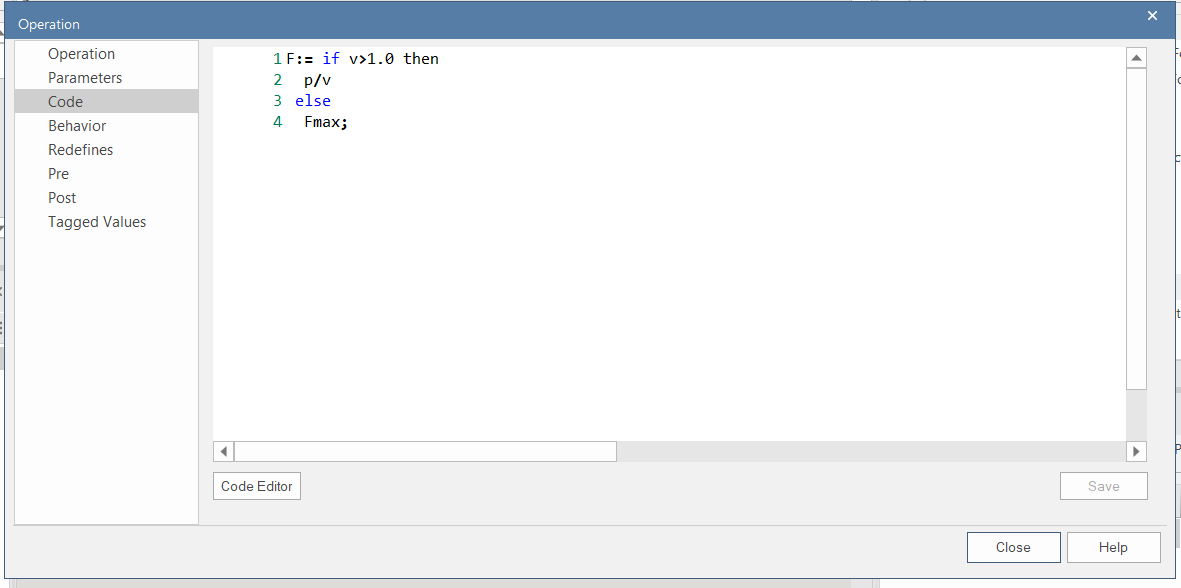 Operation
Operation
Parameters
Code
Behavior
Redefines
Pre
Post
Tagged Values
1 F:= if v>1.0 then
2 p/v
3 else
4 Fmax;
Code Editor
Save
Close
Help